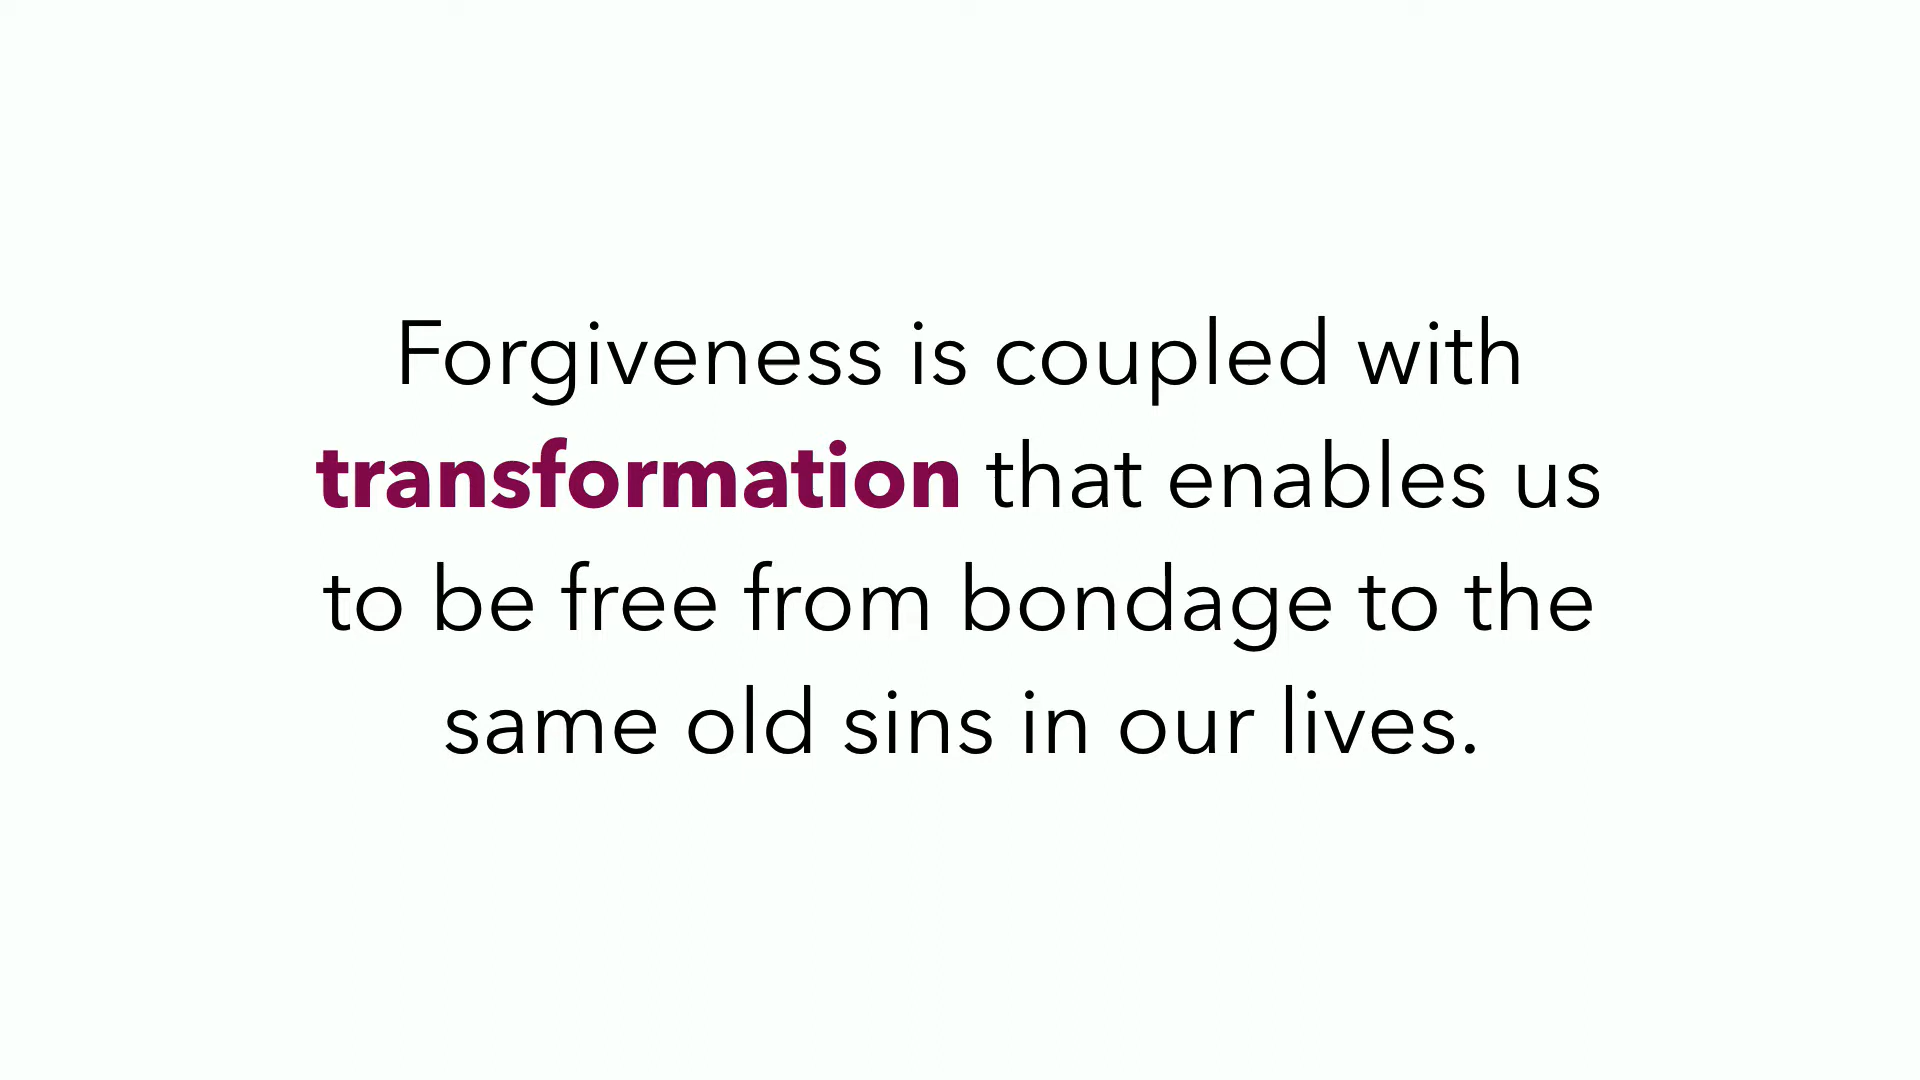 Forgiveness is coupled with
transformation that enables us
to be free from bondage to the
same old sins in our lives.